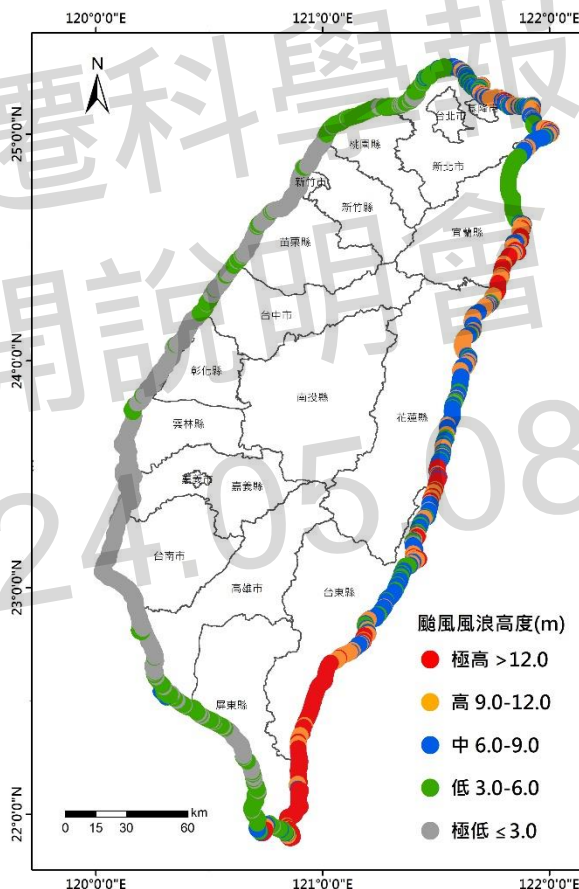 120°0'0"E 121°0'0"E 122°0'0"E
遷科學報
N
25°0'0"N
基隆市
台北市
桃園縣
新北市
新竹市
新竹縣
宜蘭縣
苗栗縣
開說明會
台中市
24°0'0"N
彰化縣
南投縣
花蓮縣
雲林縣
嘉義市
嘉義縣
24.05.08
台南市
23°0'0"N
高雄市
台東縣
屏東縣
颱風風浪高度(m)
極高 >12.0
高 9.0-12.0
中 6.0-9.0
低 3.0-6.0
極低 ≤3.0
22°0'0"N
km
0 15 30 60
120°0'0"E 121°0'0"E 122°0'0"E